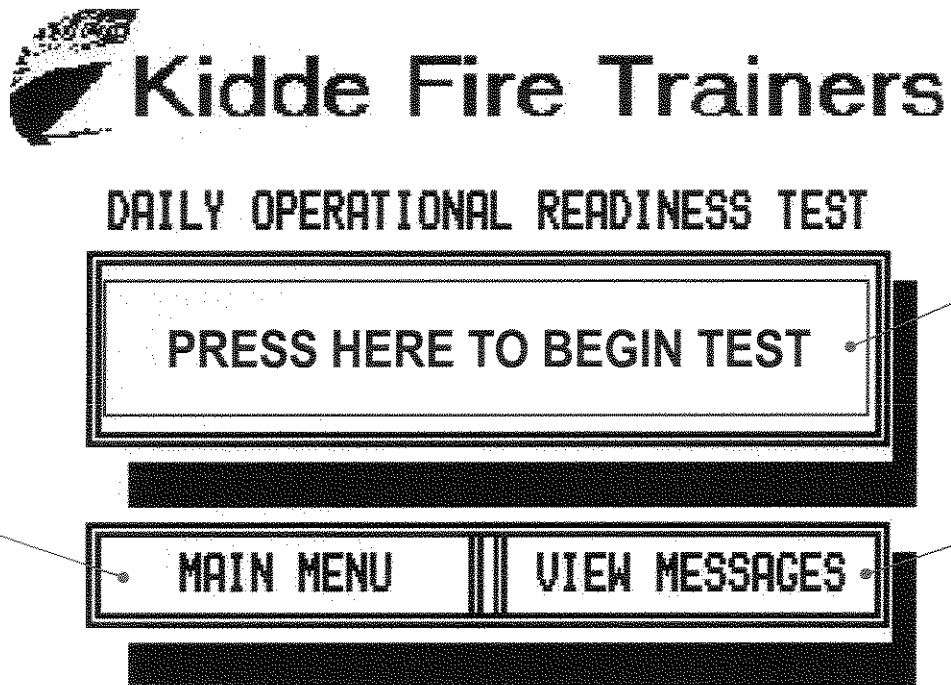 Kidde Fire Trainers
DAILY OPERATIONAL READINESS TEST
PRESS HERE TO BEGIN TEST
MAIN MENU VIEW MESSAGES